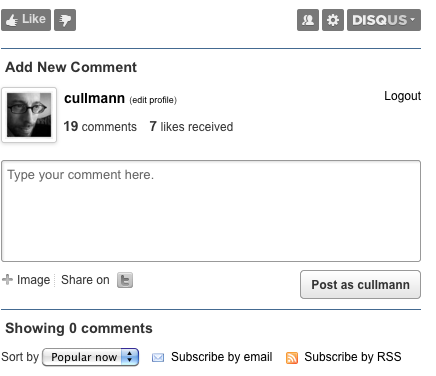 Like DISQUS
Add New Comment
cullmann (edit profile) Logout
19 comments 7 likes received
Type your comment here.
+ Image Share on t
Post as cullmann
Showing 0 comments
Sort by Popular now Subscribe by email Subscribe by RSS